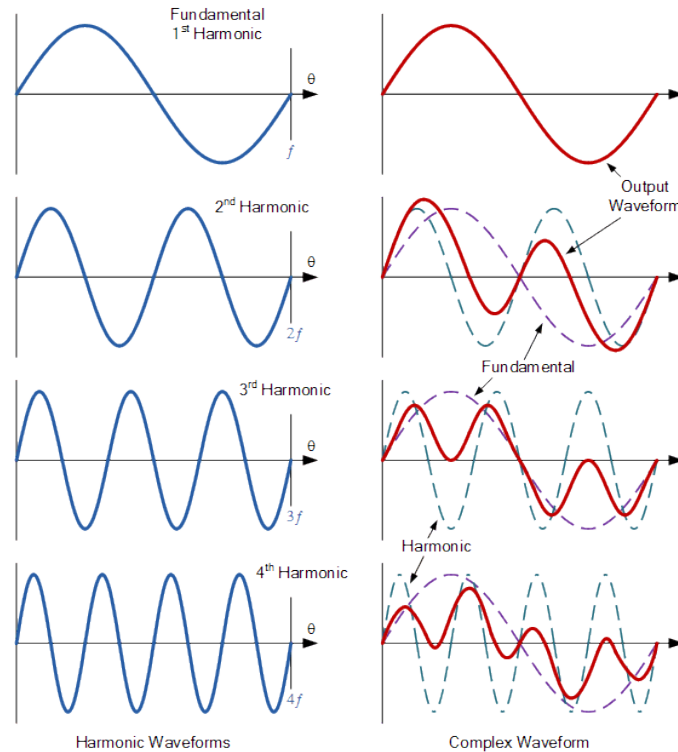 Fundamental
1st Harmonic
θ
f
Output
Waveform
2nd Harmonic
θ
2f
Fundamental
3rd Harmonic
θ
3f
Harmonic
4th Harmonic
θ
4f
Harmonic Waveforms
Complex Waveform